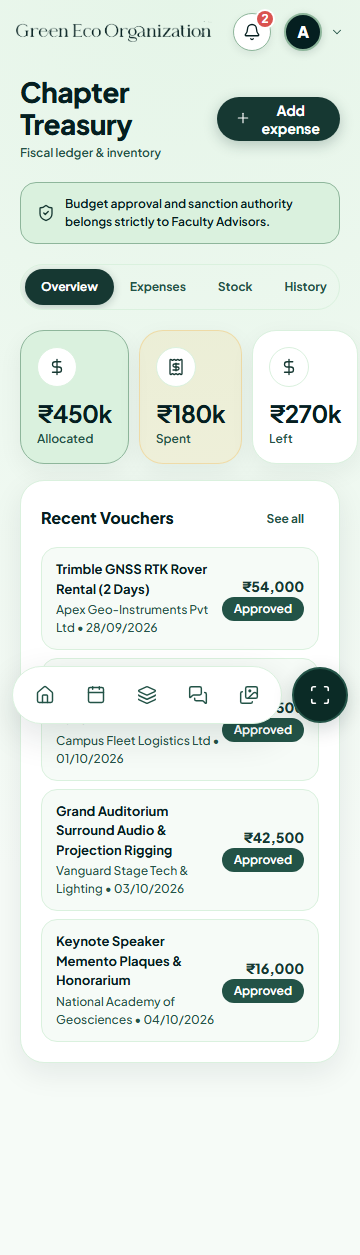 Green Eco Organization
2
A
Chapter
Treasury
Add
expense
Fiscal ledger & inventory
Budget approval and sanction authority
belongs strictly to Faculty Advisors.
Overview
Expenses
Stock
History
₹450k
Allocated
₹180k
Spent
₹270k
Left
Recent Vouchers
See all
Trimble GNSS RTK Rover
Rental (2 Days)
Apex Geo-Instruments Pvt
Ltd • 28/09/2026
₹54,000
Approved
Campus Fleet Logistics Ltd •
01/10/2026
Approved
Grand Auditorium
Surround Audio &
Projection Rigging
Vanguard Stage Tech &
Lighting • 03/10/2026
₹42,500
Approved
Keynote Speaker
Memento Plaques &
Honorarium
National Academy of
Geosciences • 04/10/2026
₹16,000
Approved